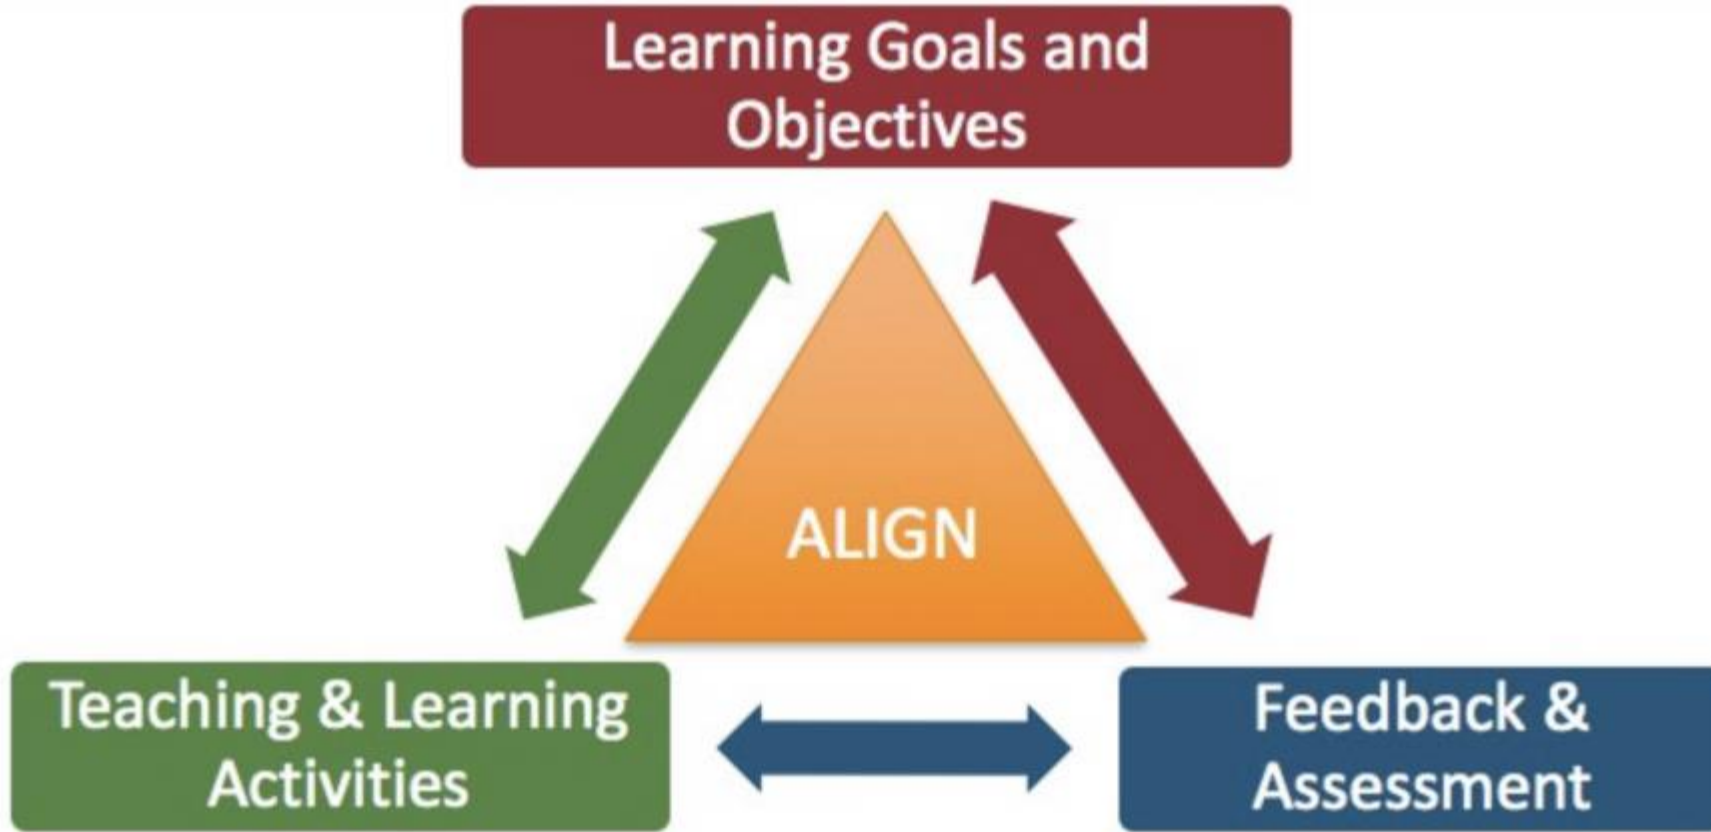 Learning Goals and
Objectives
ALIGN
Teaching & Learning
Activities
Feedback &
Assessment